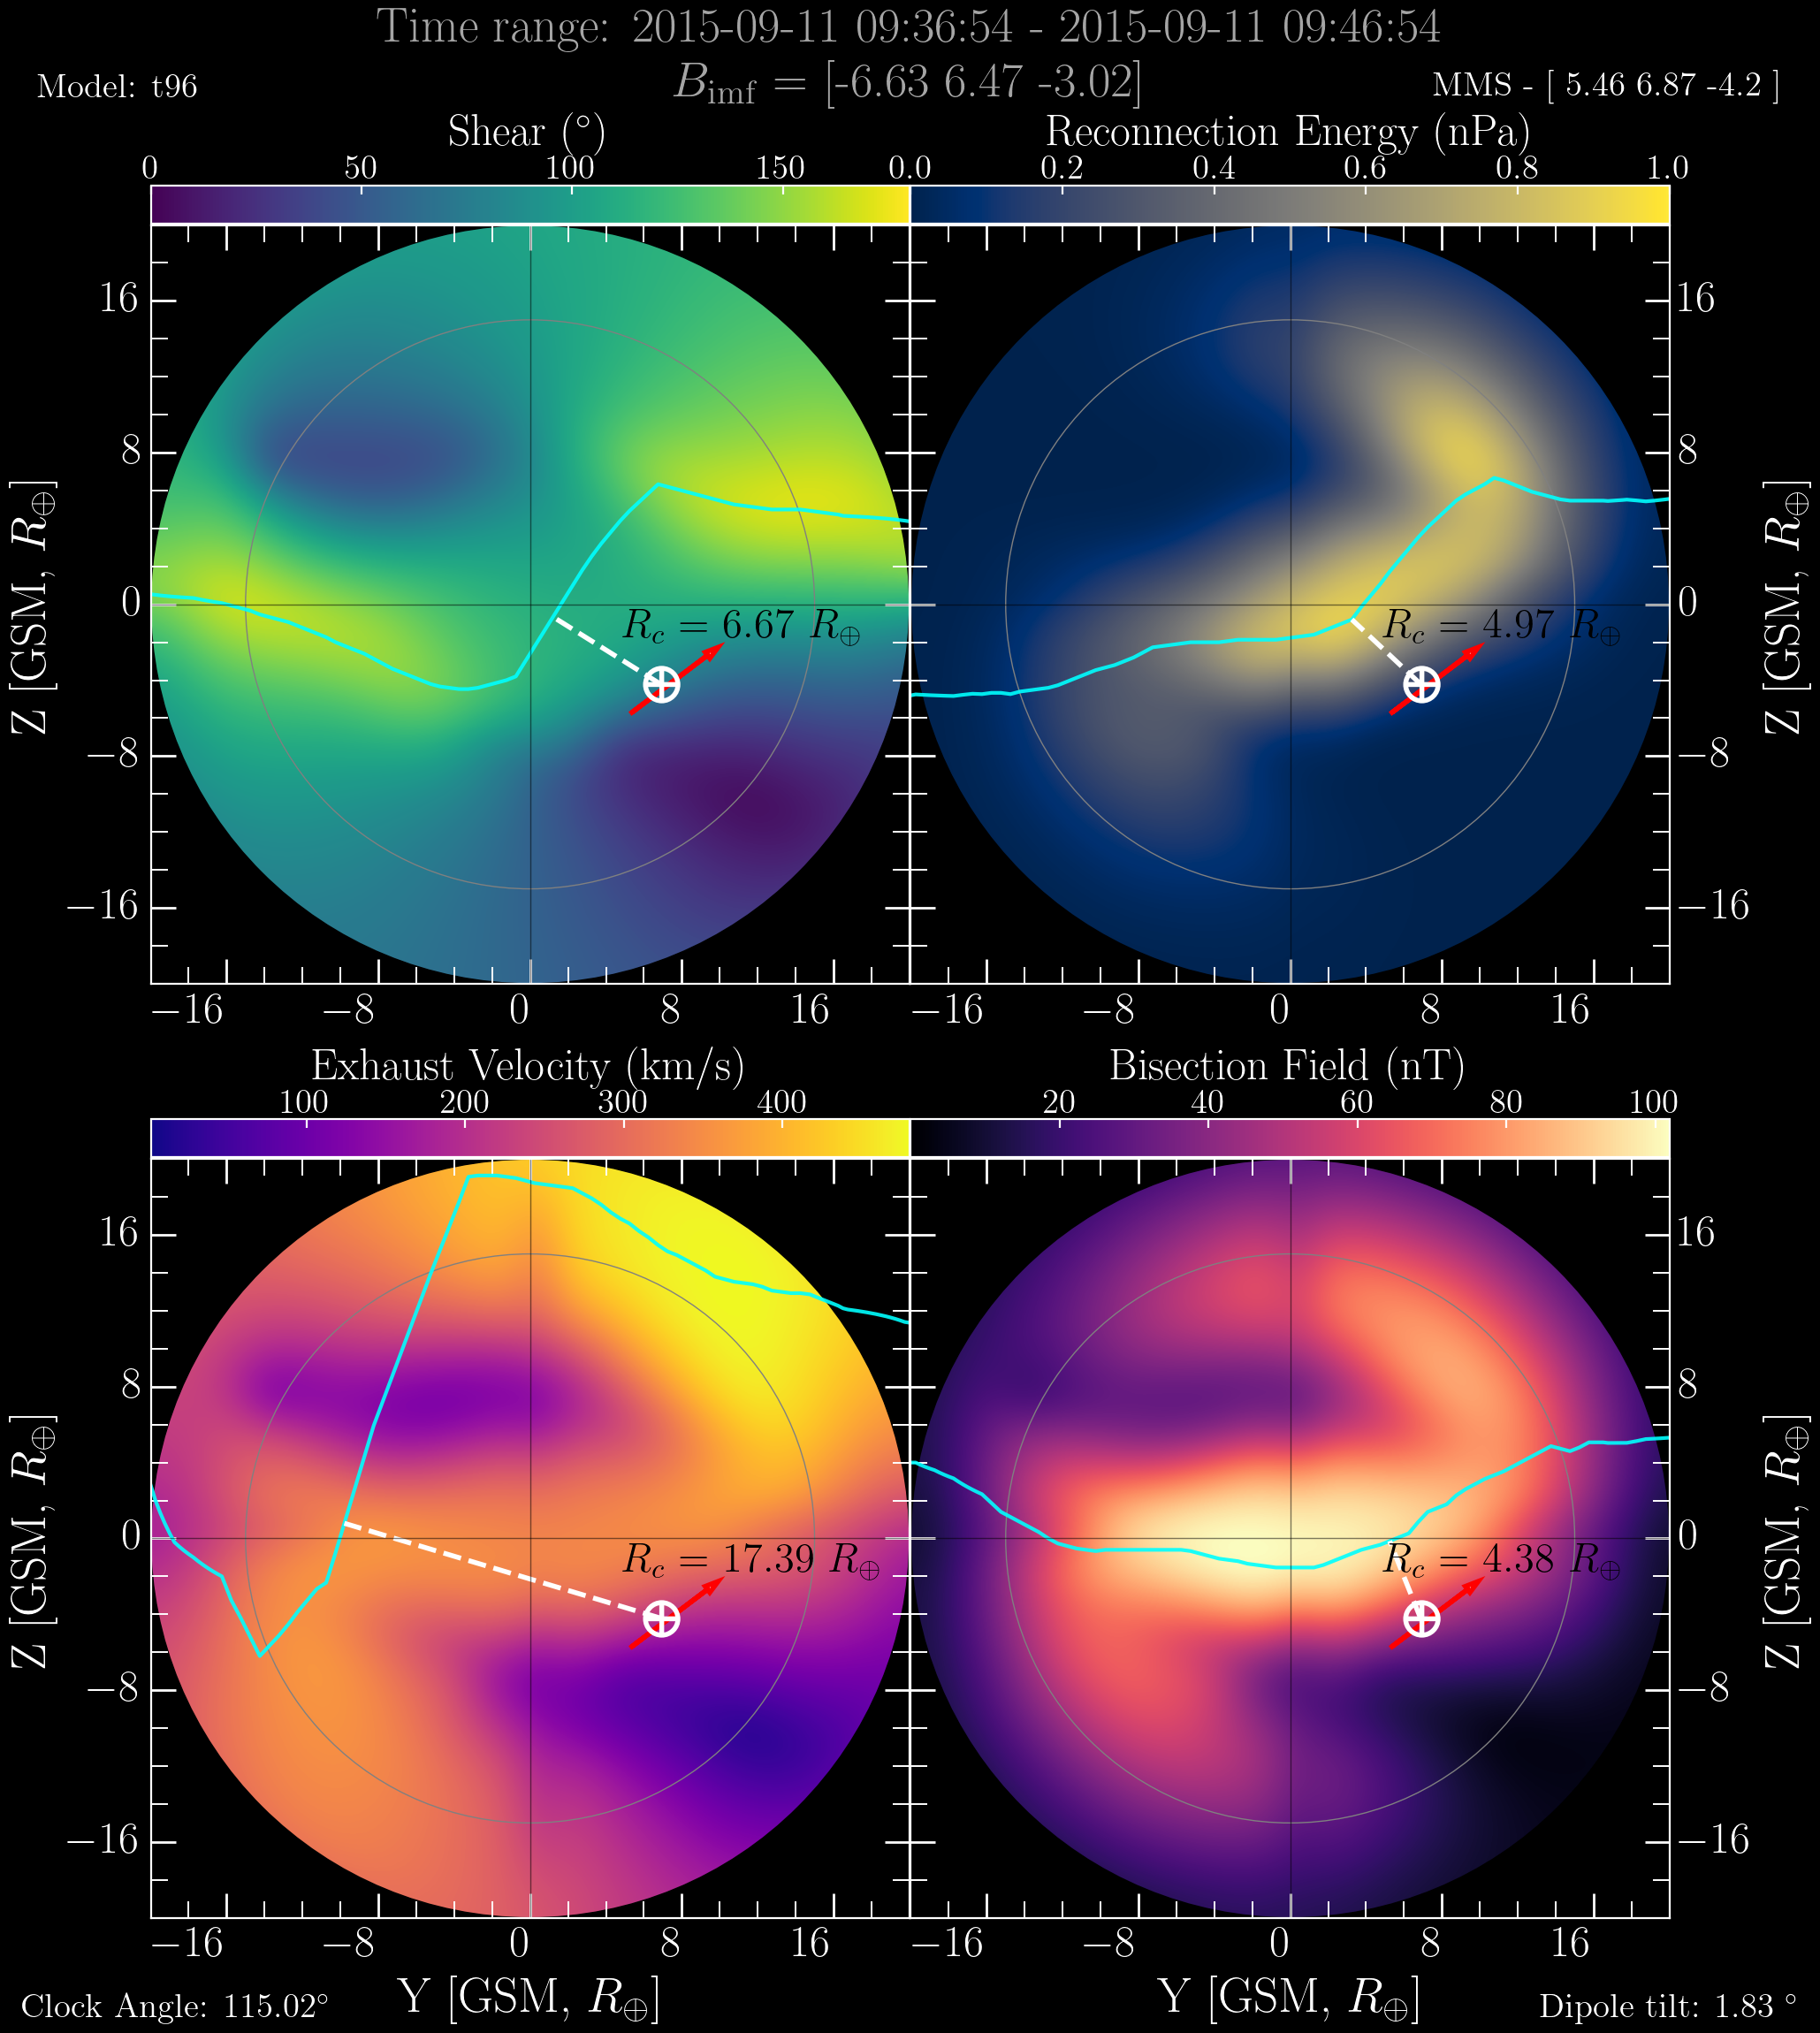 Time range: 2015-09-11 09:36:54 - 2015-09-11 09:46:54
Model: t96
B_imf = [-6.63 6.47 -3.02]
MMS - [ 5.46 6.87 -4.2 ]
Shear (°)
Reconnection Energy (nPa)
0 50 100 150
0.0 0.2 0.4 0.6 0.8 1.0
16
8
0
−8
−16
Z [GSM, R⊕]
R_c = 6.67 R⊕
R_c = 4.97 R⊕
16
8
0
−8
−16
Z [GSM, R⊕]
−16 −8 0 8 16
−16 −8 0 8 16
Exhaust Velocity (km/s)
Bisection Field (nT)
100 200 300 400
20 40 60 80 100
16
8
0
−8
−16
Z [GSM, R⊕]
R_c = 17.39 R⊕
R_c = 4.38 R⊕
16
8
0
−8
−16
Z [GSM, R⊕]
−16 −8 0 8 16
−16 −8 0 8 16
Y [GSM, R⊕]
Y [GSM, R⊕]
Clock Angle: 115.02°
Dipole tilt: 1.83 °